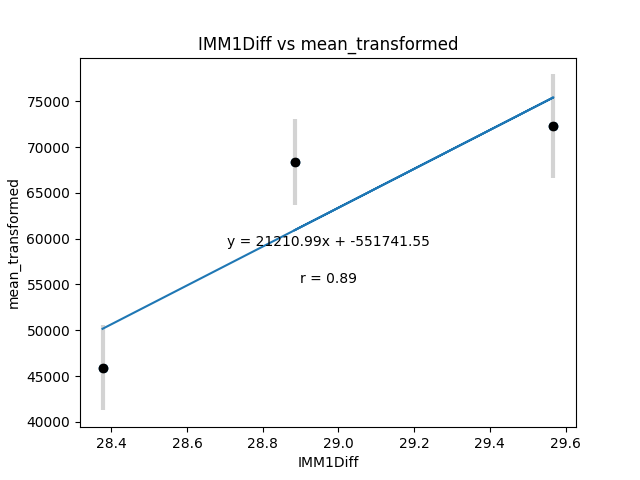 IMM1Diff vs mean_transformed
mean_transformed
75000
70000
65000
60000
55000
50000
45000
40000
y = 21210.99x + -551741.55
r = 0.89
28.4 28.6 28.8 29.0 29.2 29.4 29.6
IMM1Diff